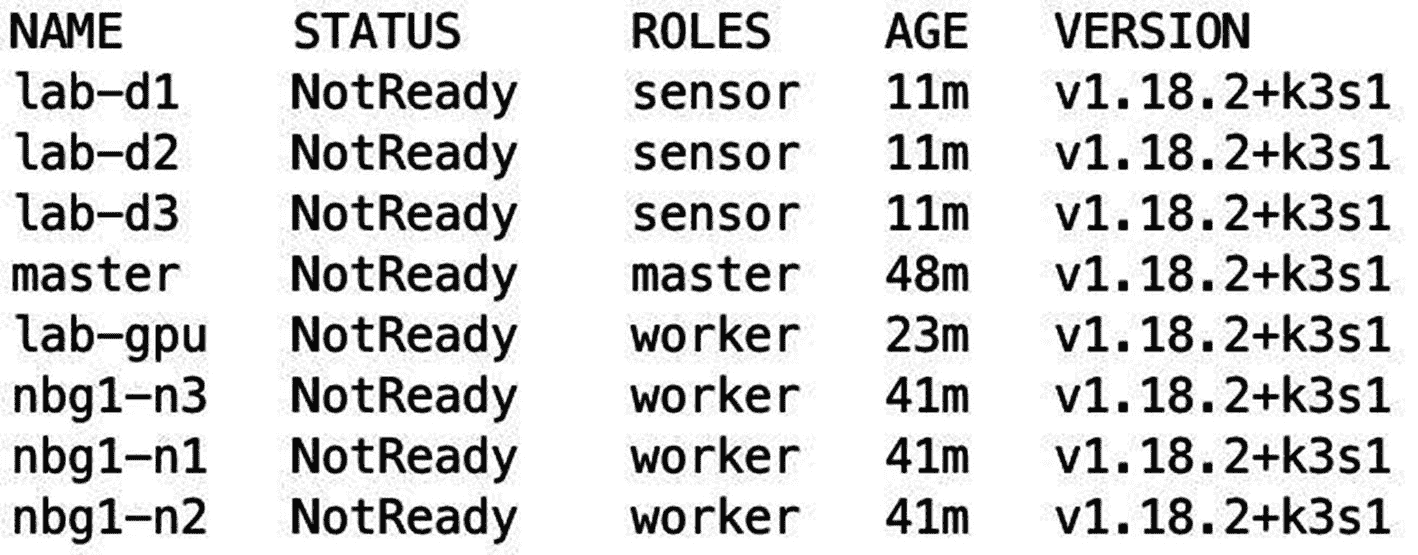 NAME STATUS ROLES AGE VERSION
lab-d1 NotReady sensor 11m v1.18.2+k3s1
lab-d2 NotReady sensor 11m v1.18.2+k3s1
lab-d3 NotReady sensor 11m v1.18.2+k3s1
master NotReady master 48m v1.18.2+k3s1
lab-gpu NotReady worker 23m v1.18.2+k3s1
nbg1-n3 NotReady worker 41m v1.18.2+k3s1
nbg1-n1 NotReady worker 41m v1.18.2+k3s1
nbg1-n2 NotReady worker 41m v1.18.2+k3s1